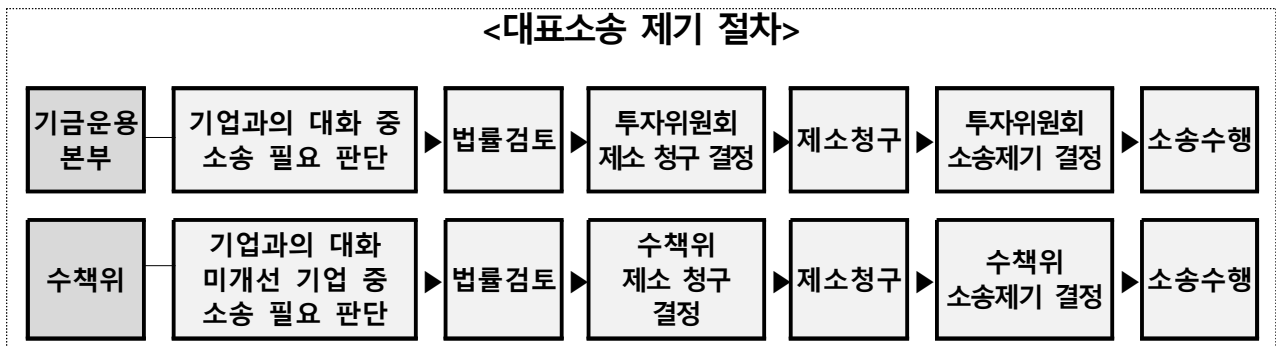 <대표소송 제기 절차>
기금운용
본부
기업과의 대화 중
소송 필요 판단
▶
법률검토
▶
투자위원회
제소 청구 결정
▶
제소청구
▶
투자위원회
소송제기 결정
▶
소송수행
수책위
기업과의 대화
미개선 기업 중
소송 필요 판단
▶
법률검토
▶
수책위
제소 청구
결정
▶
제소청구
▶
수책위
소송제기 결정
▶
소송수행